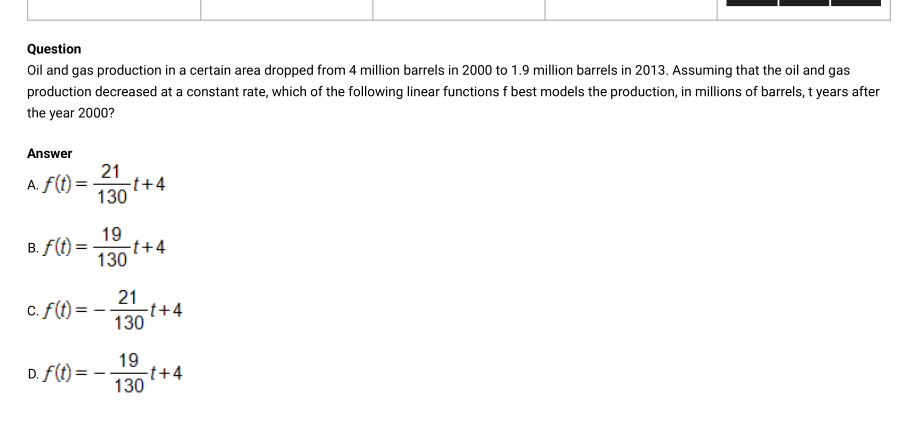 Question
Oil and gas production in a certain area dropped from 4 million barrels in 2000 to 1.9 million barrels in 2013. Assuming that the oil and gas
production decreased at a constant rate, which of the following linear functions f best models the production, in millions of barrels, t years after
the year 2000?
Answer
A. f(t) = 21/130 t+4
B. f(t) = 19/130 t+4
C. f(t) = − 21/130 t+4
D. f(t) = − 19/130 t+4